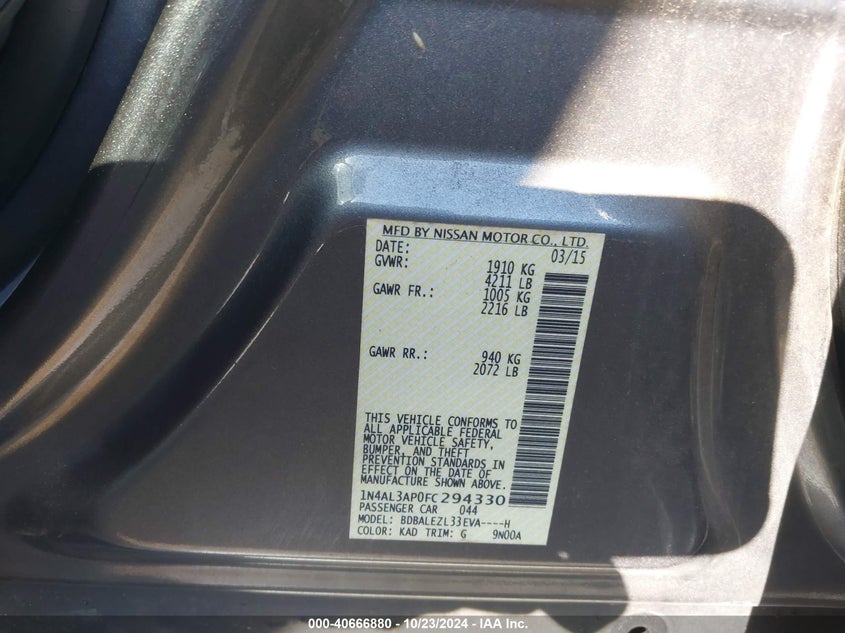 MFD BY NISSAN MOTOR CO., LTD.
DATE: 03/15
GVWR: 1910 KG
4211 LB
GAWR FR.: 1005 KG
2216 LB
GAWR RR.: 940 KG
2072 LB
THIS VEHICLE CONFORMS TO
ALL APPLICABLE FEDERAL
MOTOR VEHICLE SAFETY,
BUMPER, AND THEFT
PREVENTION STANDARDS IN
EFFECT ON THE DATE OF
MANUFACTURE SHOWN ABOVE.
1N4AL3AP0FC294330
PASSENGER CAR 044
MODEL: BDBALEZL33EVA----H
COLOR: KAD TRIM: G 9N00A
000-40666880 / 10/23/2024 - IAA Inc.